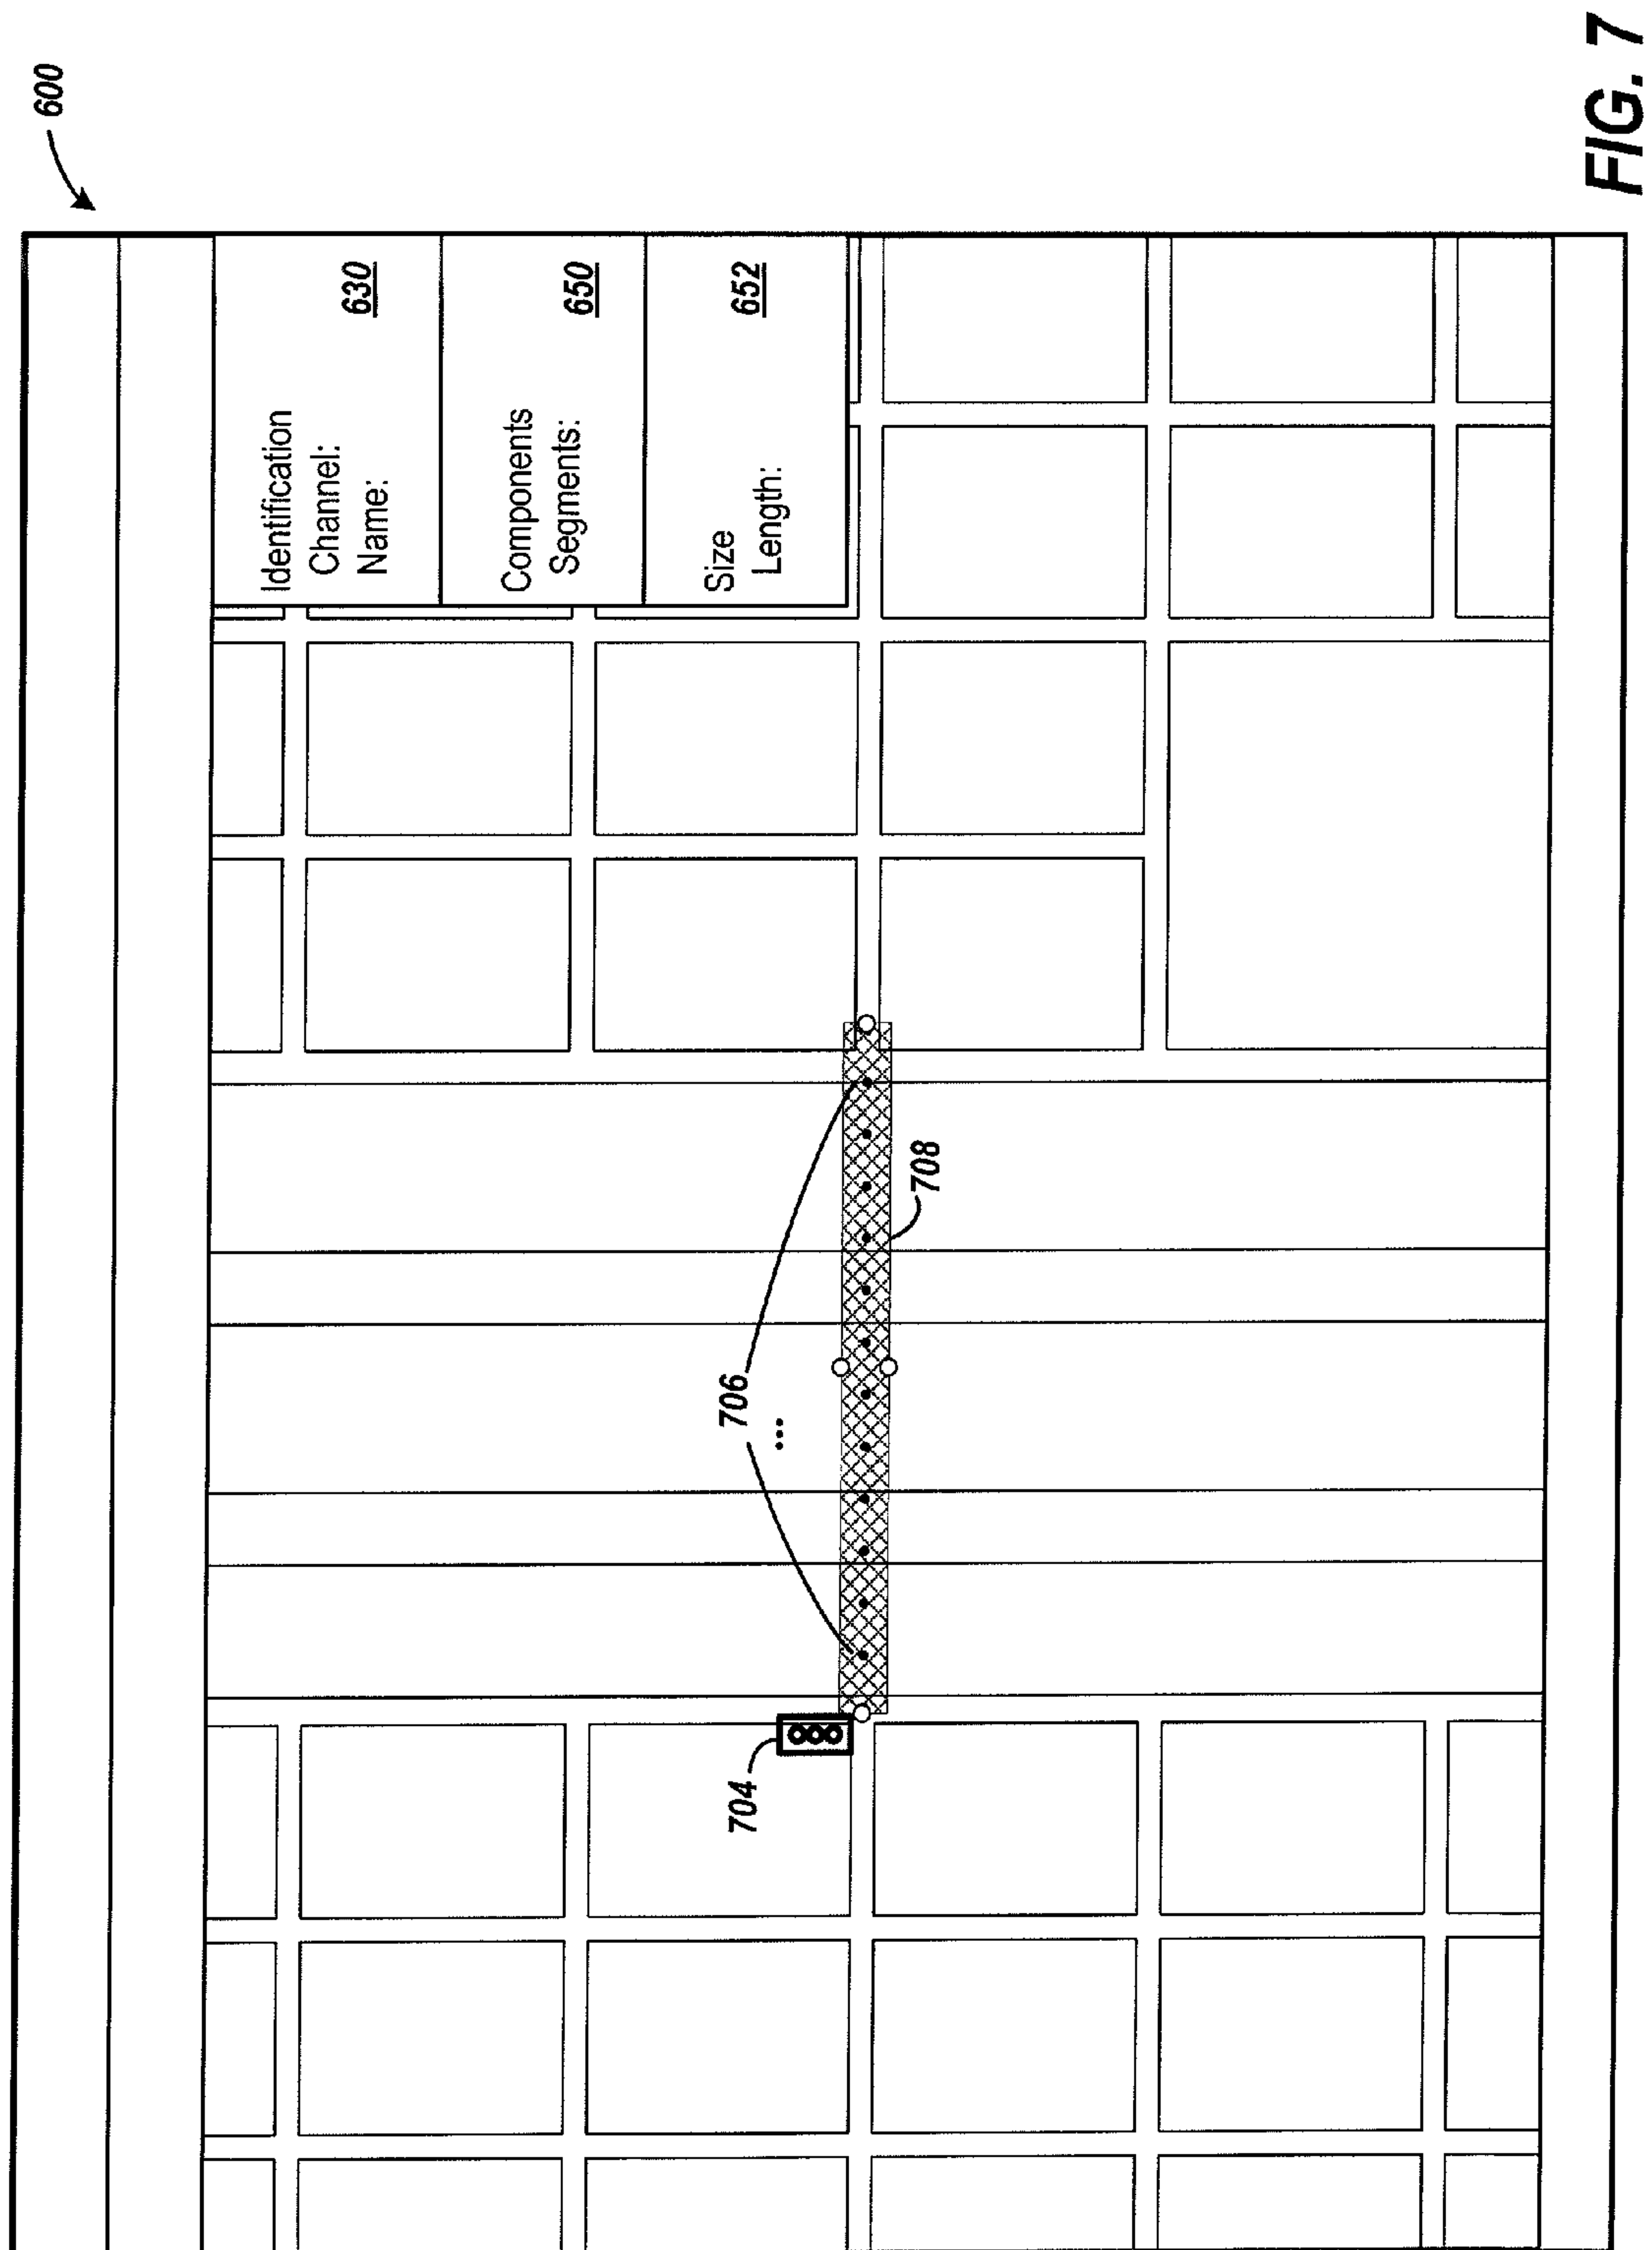 600
Identification
Channel:
Name:
630
Components
Segments:
650
Size
Length:
652
706
...
704
708
FIG. 7